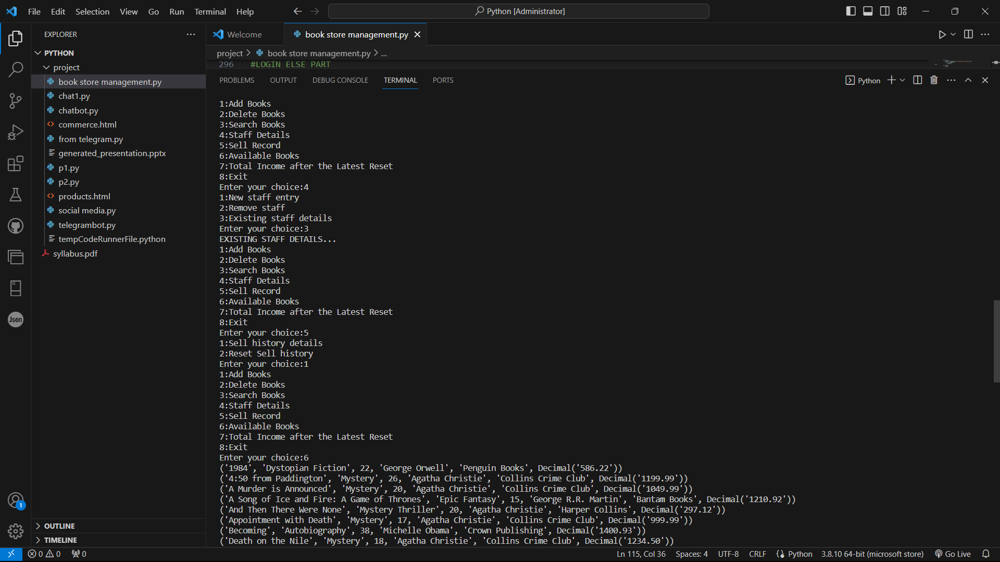 File Edit Selection View Go Run Terminal Help
Python [Administrator]
EXPLORER
PYTHON
project
book store management.py
chat1.py
chatbot.py
commerce.html
from telegram.py
generated_presentation.pptx
p1.py
p2.py
products.html
social media.py
telegrambot.py
tempCodeRunnerFile.python
syllabus.pdf
Json
1
OUTLINE
TIMELINE
Welcome
book store management.py
project > book store management.py > ...
296 #LOGIN ELSE PART
PROBLEMS OUTPUT DEBUG CONSOLE TERMINAL PORTS
Python
1:Add Books
2:Delete Books
3:Search Books
4:Staff Details
5:Sell Record
6:Available Books
7:Total Income after the Latest Reset
8:Exit
Enter your choice:4
1:New staff entry
2:Remove staff
3:Existing staff details
Enter your choice:3
EXISTING STAFF DETAILS...
1:Add Books
2:Delete Books
3:Search Books
4:Staff Details
5:Sell Record
6:Available Books
7:Total Income after the Latest Reset
8:Exit
Enter your choice:5
1:Sell history details
2:Reset Sell history
Enter your choice:1
1:Add Books
2:Delete Books
3:Search Books
4:Staff Details
5:Sell Record
6:Available Books
7:Total Income after the Latest Reset
8:Exit
Enter your choice:6
('1984', 'Dystopian Fiction', 22, 'George Orwell', 'Penguin Books', Decimal('586.22'))
('4:50 from Paddington', 'Mystery', 26, 'Agatha Christie', 'Collins Crime Club', Decimal('1199.99'))
('A Murder is Announced', 'Mystery', 20, 'Agatha Christie', 'Collins Crime Club', Decimal('1049.99'))
('A Song of Ice and Fire: A Game of Thrones', 'Epic Fantasy', 15, 'George R.R. Martin', 'Bantam Books', Decimal('1210.92'))
('And Then There Were None', 'Mystery Thriller', 20, 'Agatha Christie', 'Harper Collins', Decimal('297.12'))
('Appointment with Death', 'Mystery', 17, 'Agatha Christie', 'Collins Crime Club', Decimal('999.99'))
('Becoming', 'Autobiography', 38, 'Michelle Obama', 'Crown Publishing', Decimal('1400.93'))
('Death on the Nile', 'Mystery', 18, 'Agatha Christie', 'Collins Crime Club', Decimal('1234.50'))
0 0 0
Ln 115, Col 36 Spaces: 4 UTF-8 CRLF Python 3.8.10 64-bit (microsoft store) Go Live